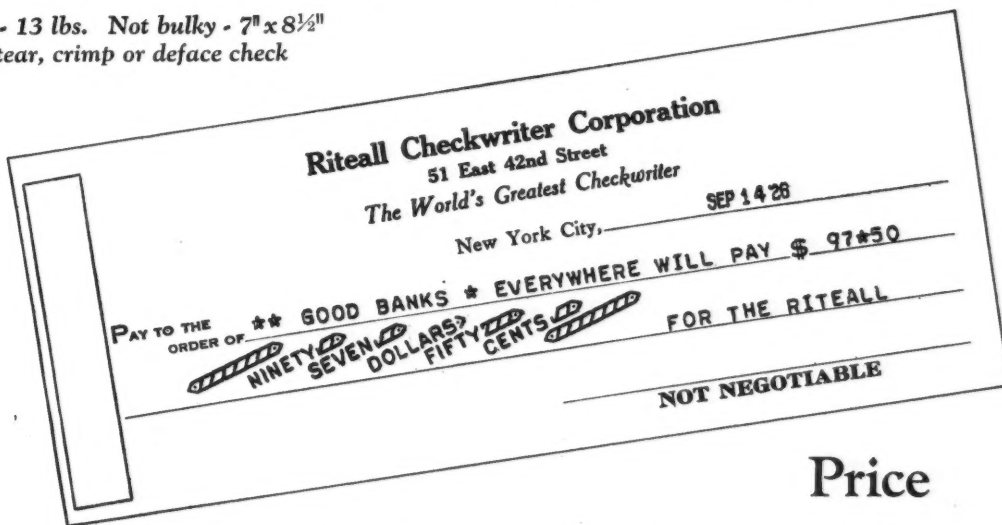 - 13 lbs. Not bulky - 7" x 8½"
tear, crimp or deface check
Riteall Checkwriter Corporation
51 East 42nd Street
The World's Greatest Checkwriter
New York City, SEP 14 26
PAY TO THE ORDER OF ** GOOD BANKS * EVERYWHERE WILL PAY $ 97*50
NINETY SEVEN DOLLARS> FIFTY CENTS
FOR THE RITEALL
NOT NEGOTIABLE
Price